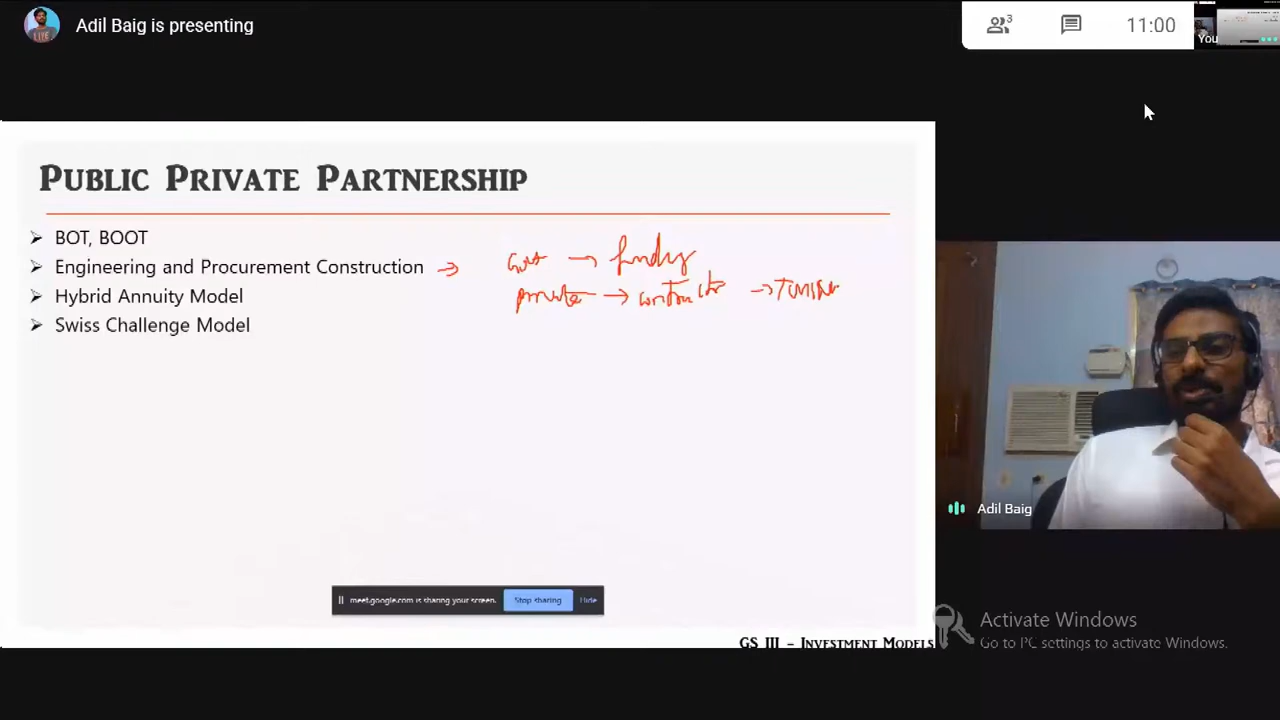 Adil Baig is presenting
3
11:00
You
PUBLIC PRIVATE PARTNERSHIP
BOT, BOOT
Engineering and Procurement Construction →
Hybrid Annuity Model
Swiss Challenge Model
Govt → funding
private → contractor →
Adil Baig
meet.google.com is sharing your screen.
Stop sharing
Hide
GS III – INVESTMENT MODELS
Activate Windows
Go to PC settings to activate Windows.